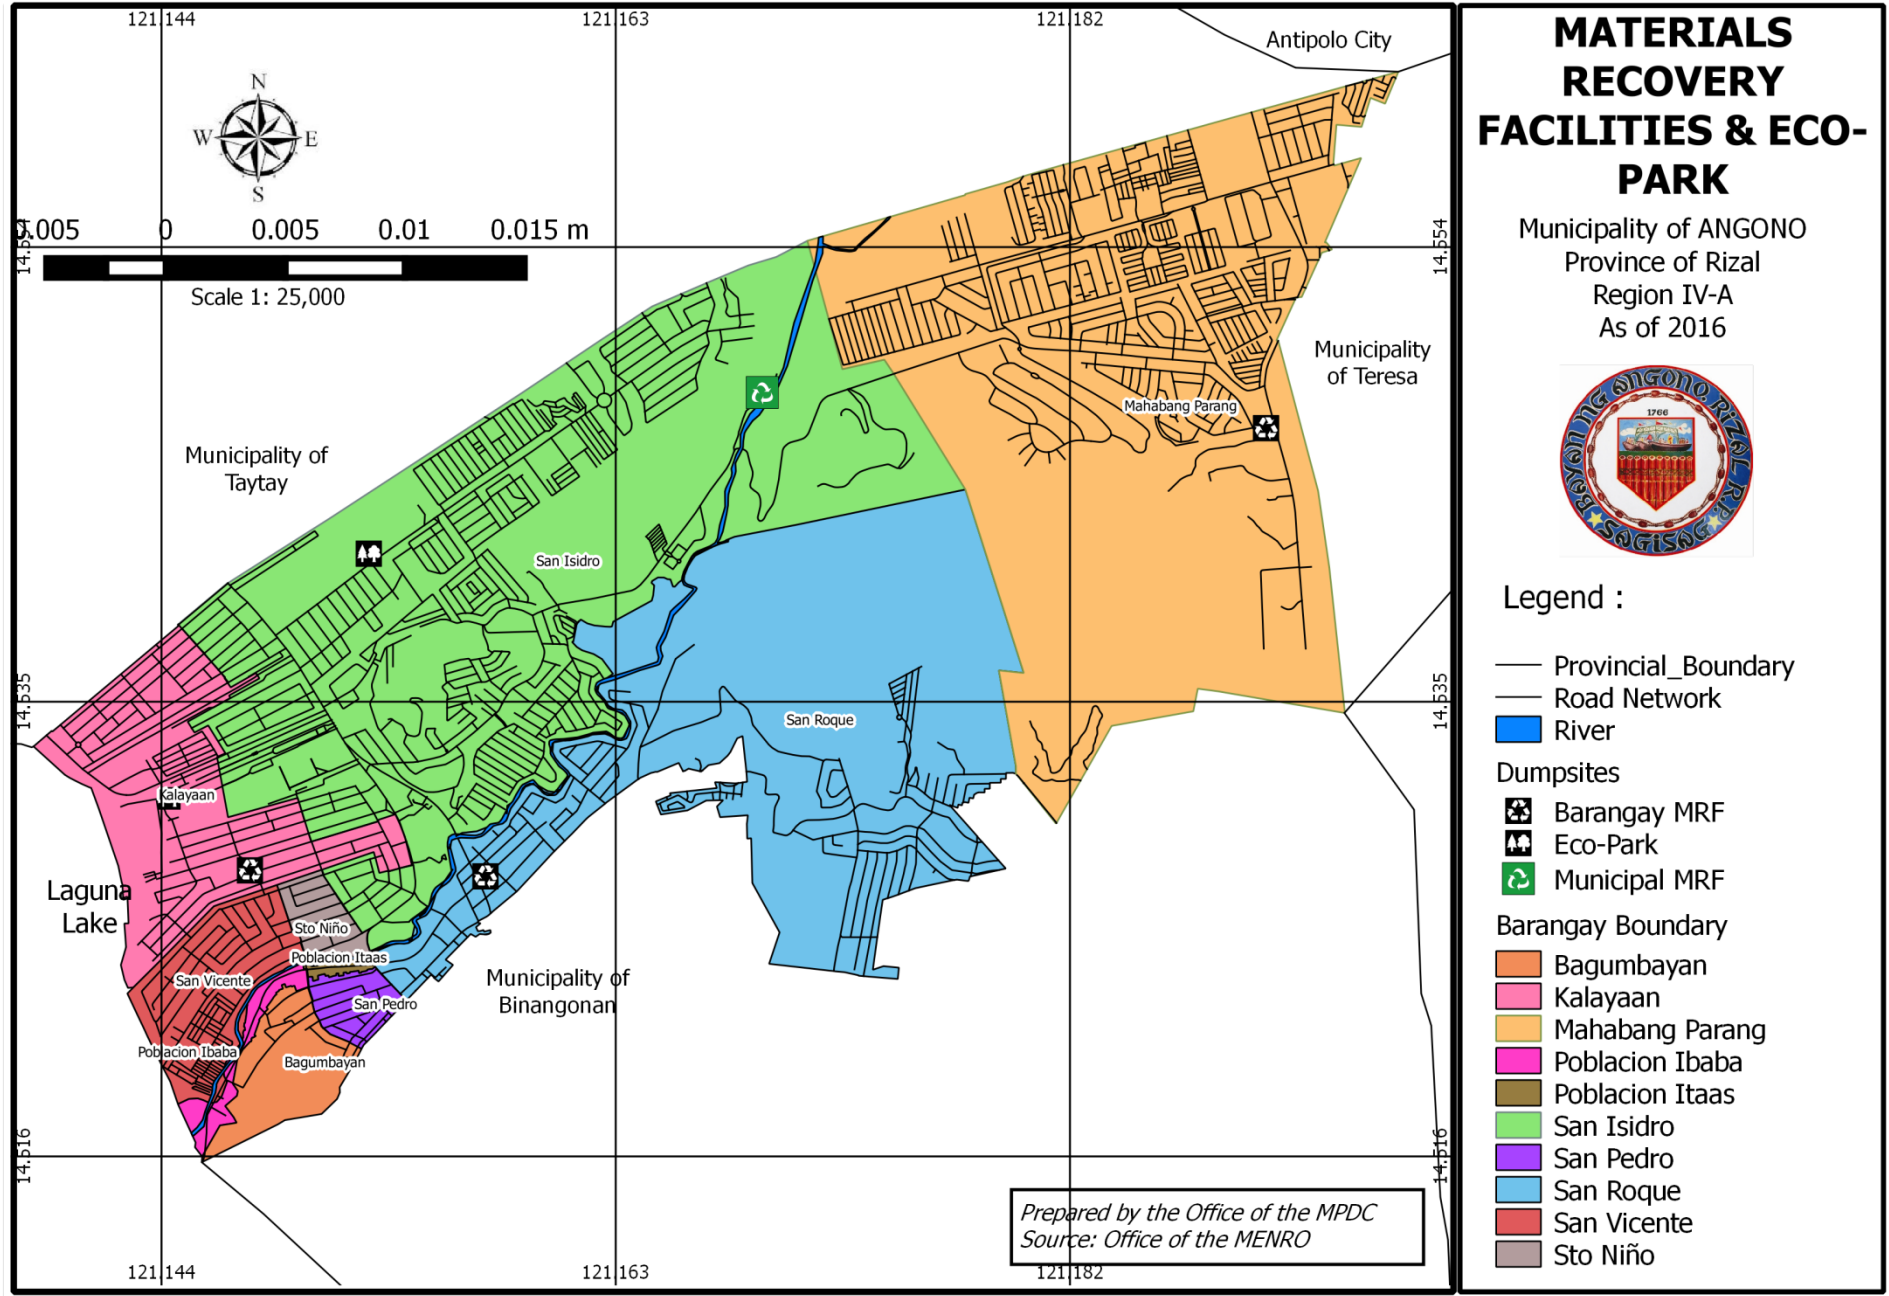 121.144
121.163
121.182
Antipolo City
N
W
E
S
0.005
0
0.005
0.01
0.015 m
Scale 1: 25,000
14.554
14.554
Municipality of
Taytay
Municipality
of Teresa
Mahabang Parang
San Isidro
14.535
14.535
San Roque
Kalayaan
Laguna
Lake
Sto Niño
Poblacion Itaas
San Vicente
San Pedro
Municipality of
Binangonan
Poblacion Ibaba
Bagumbayan
14.516
14.516
Prepared by the Office of the MPDC
Source: Office of the MENRO
121.144
121.163
121.182
MATERIALS
RECOVERY
FACILITIES & ECO-
PARK
Municipality of ANGONO
Province of Rizal
Region IV-A
As of 2016
BAYAN NG ANGONO, RIZAL R.P.
1766
SAGISAG
Legend :
Provincial_Boundary
Road Network
River
Dumpsites
Barangay MRF
Eco-Park
Municipal MRF
Barangay Boundary
Bagumbayan
Kalayaan
Mahabang Parang
Poblacion Ibaba
Poblacion Itaas
San Isidro
San Pedro
San Roque
San Vicente
Sto Niño